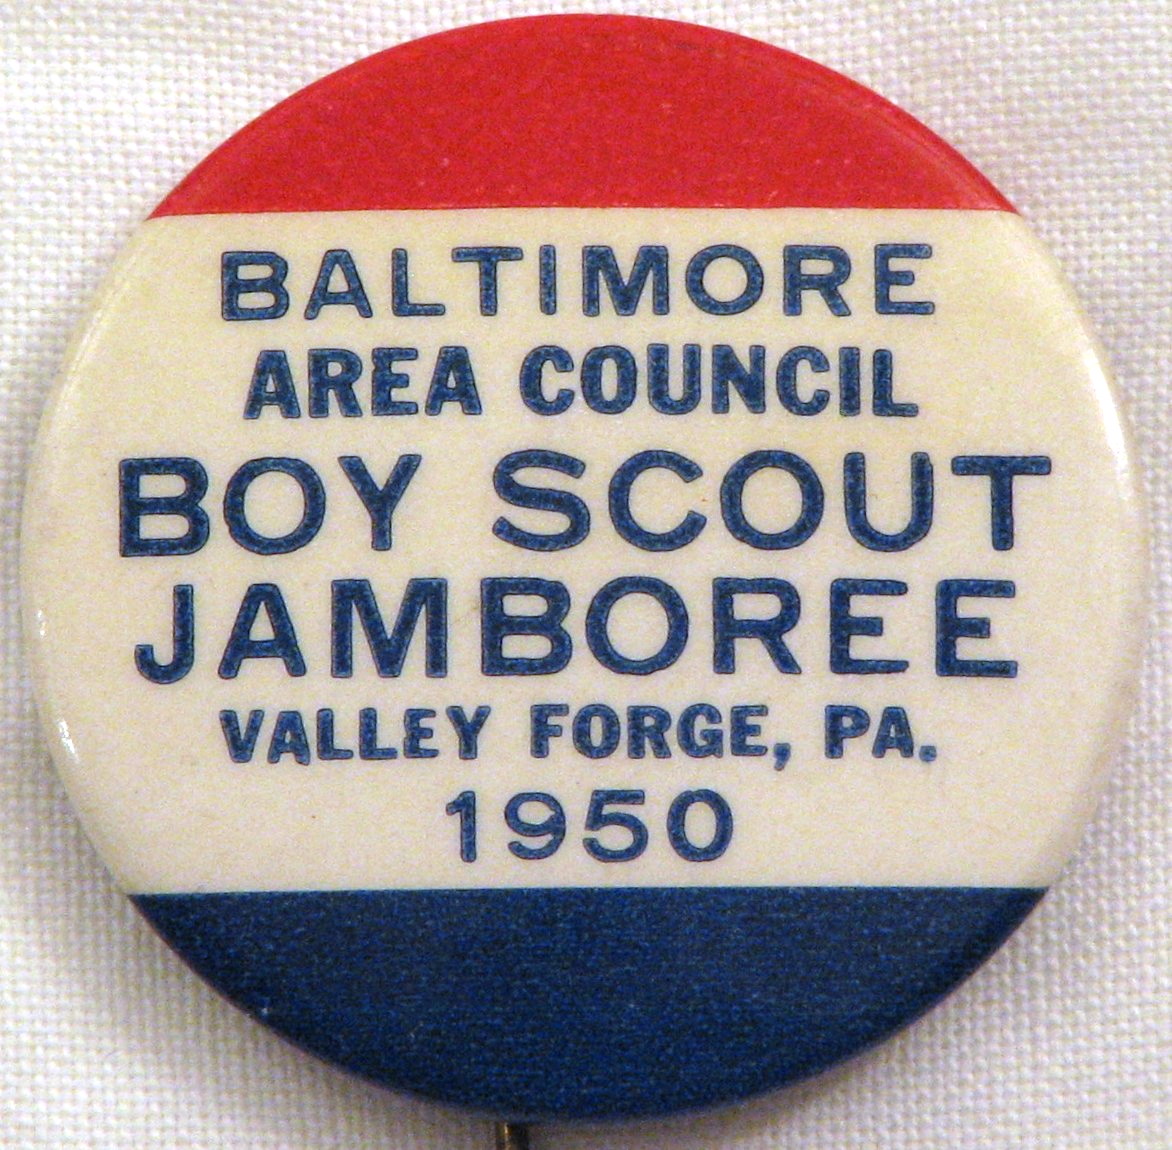 BALTIMORE
AREA COUNCIL
BOY SCOUT
JAMBOREE
VALLEY FORGE, PA.
1950